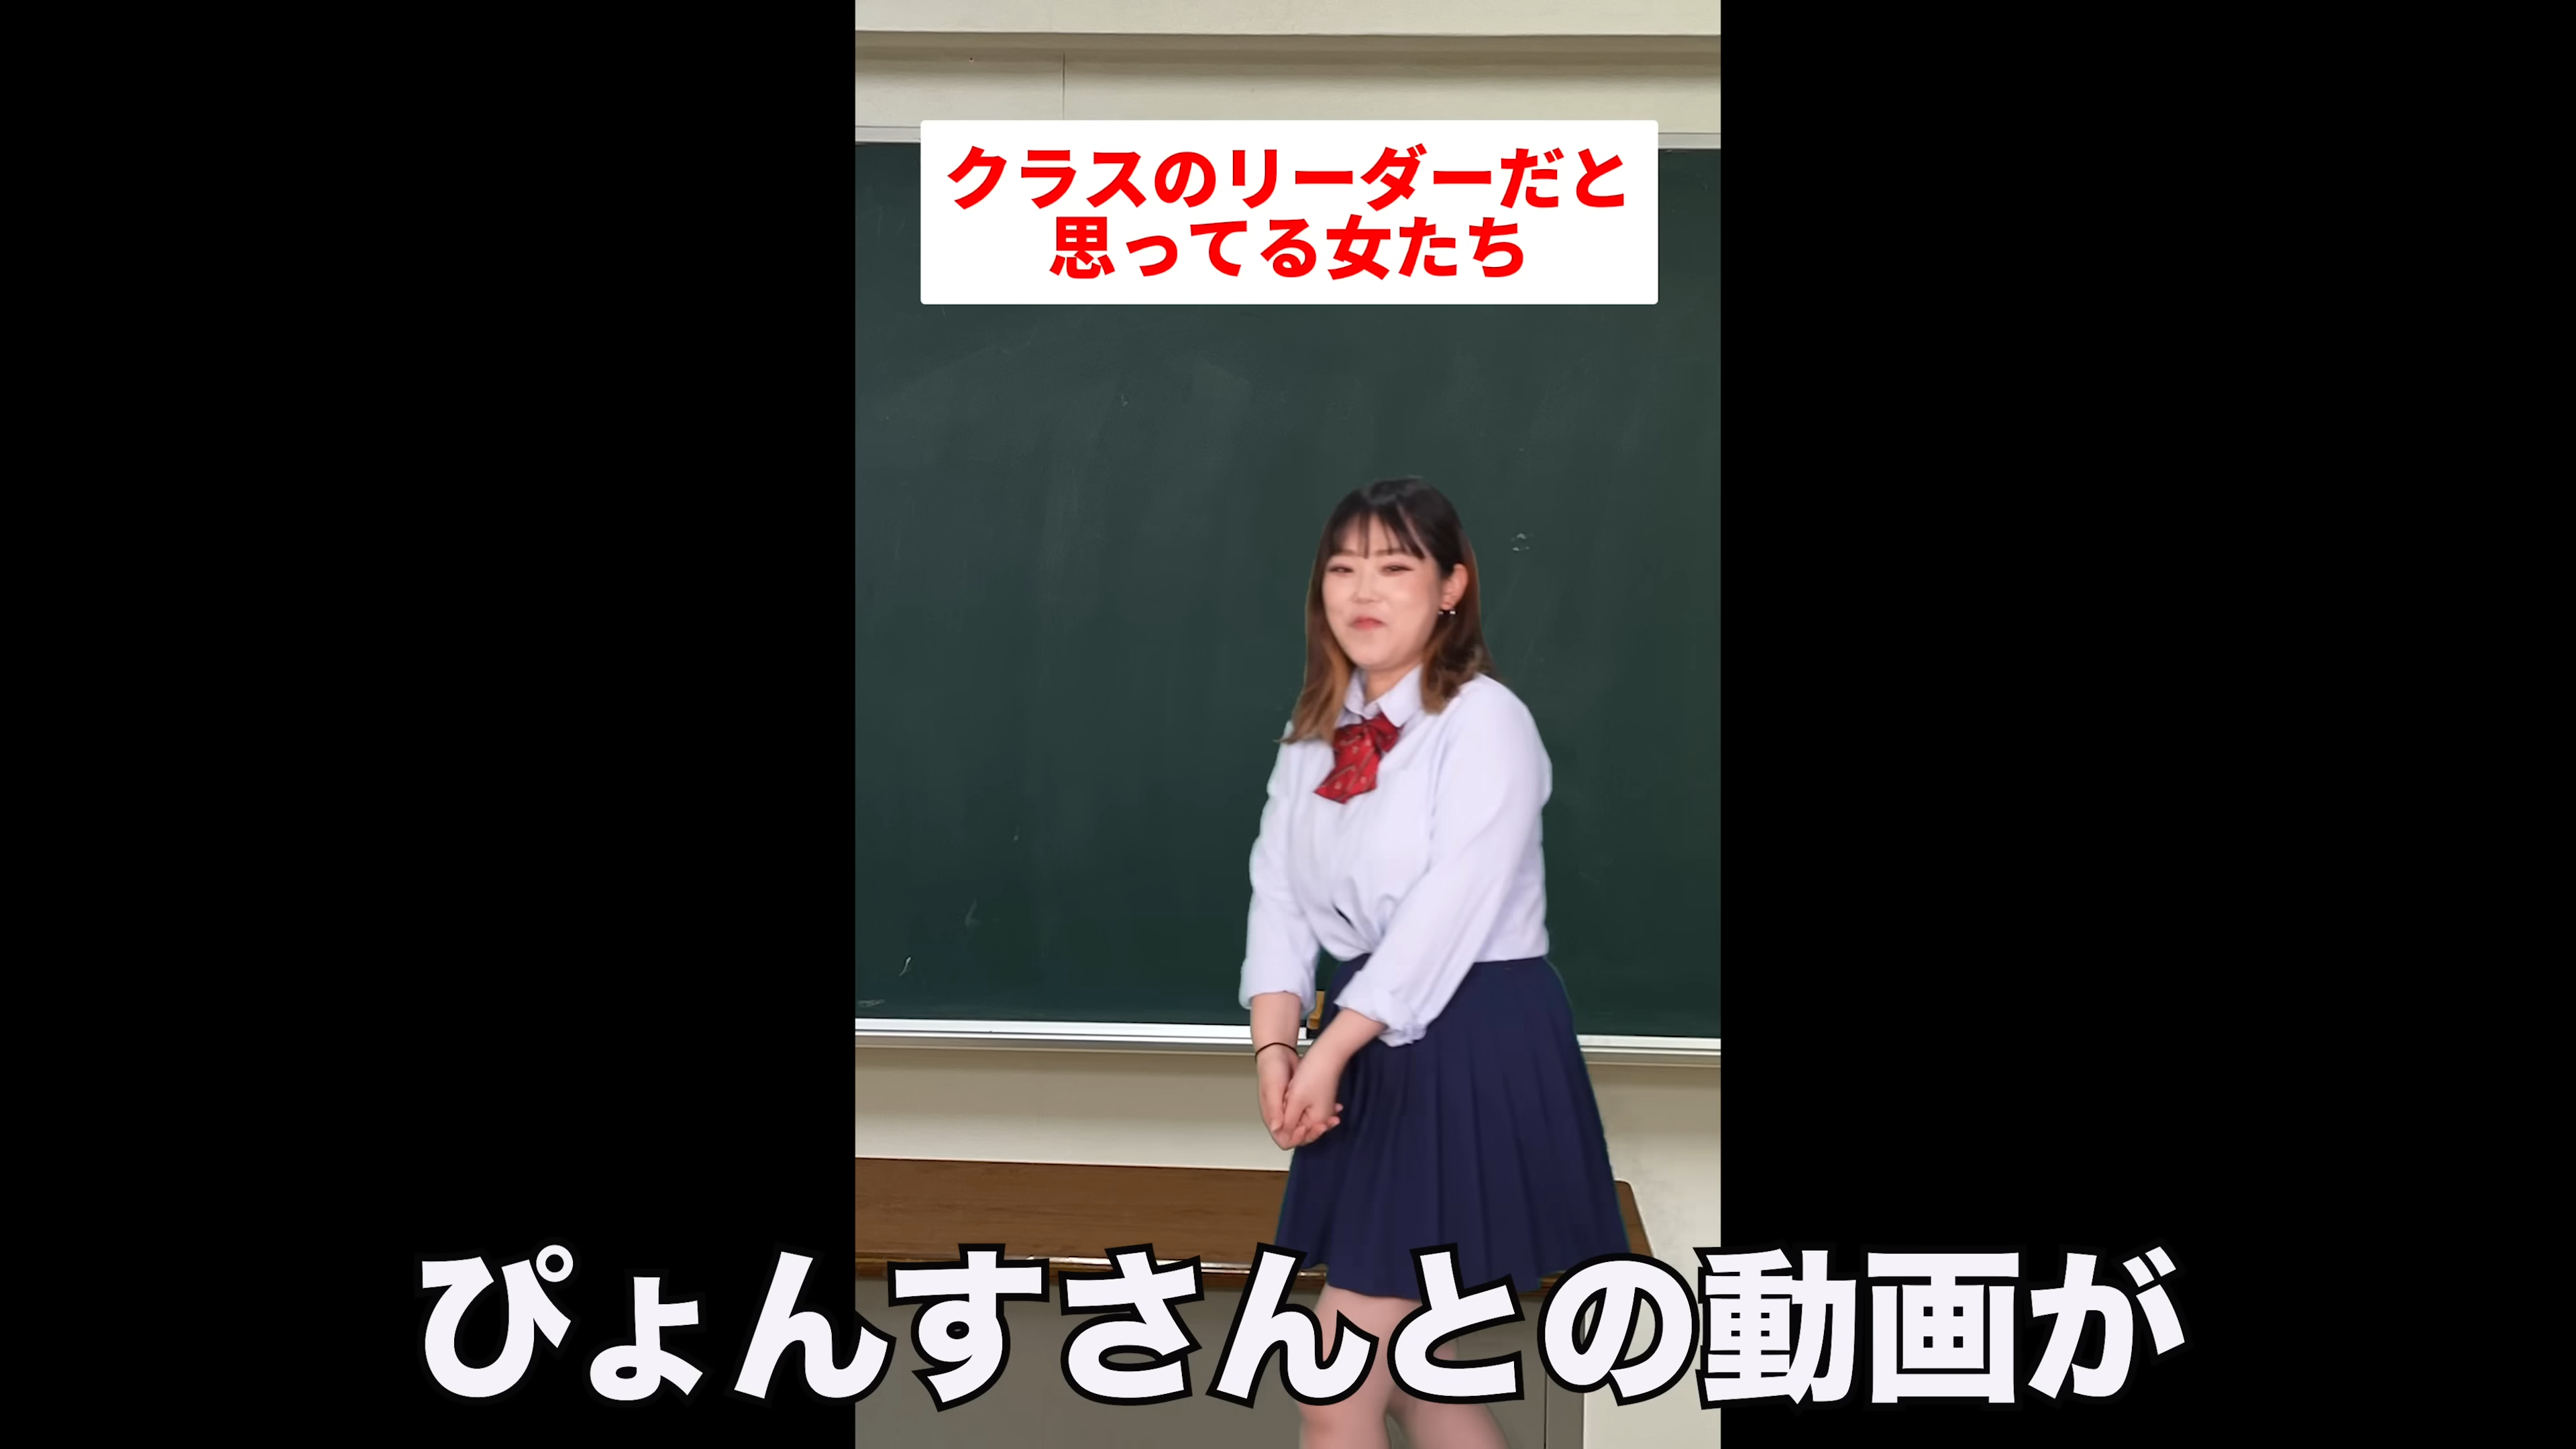 クラスのリーダーだと
思ってる女たち
ぴょんすさんとの動画が